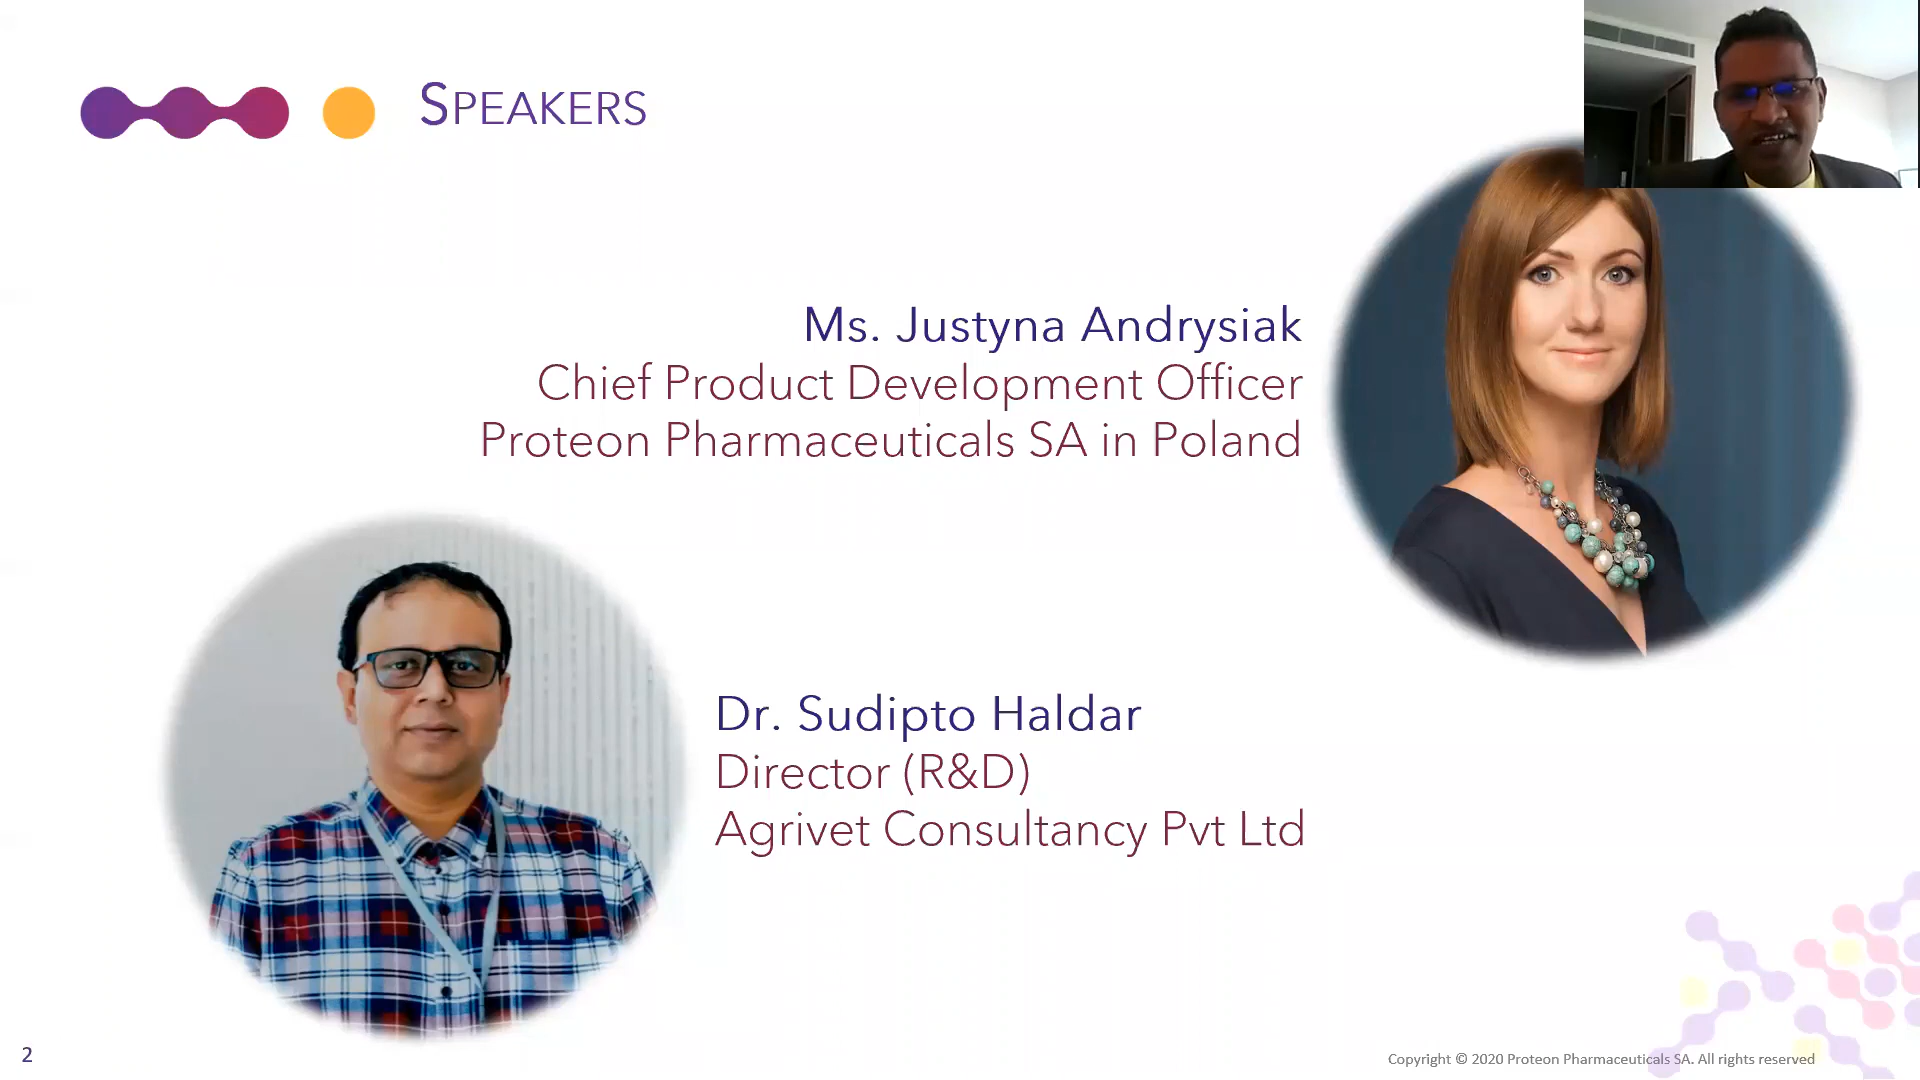 SPEAKERS
Ms. Justyna Andrysiak
Chief Product Development Officer
Proteon Pharmaceuticals SA in Poland
Dr. Sudipto Haldar
Director (R&D)
Agrivet Consultancy Pvt Ltd
2
Copyright © 2020 Proteon Pharmaceuticals SA. All rights reserved